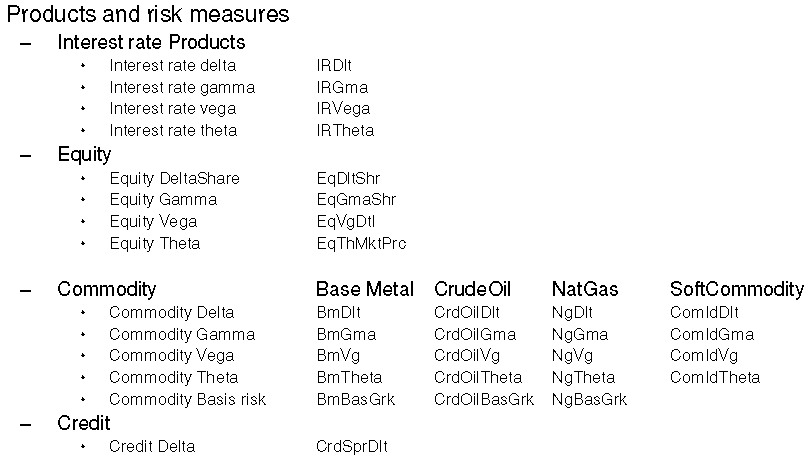 Products and risk measures
– Interest rate Products
• Interest rate delta IRDlt
• Interest rate gamma IRGma
• Interest rate vega IRVega
• Interest rate theta IRTheta
– Equity
• Equity DeltaShare EqDltShr
• Equity Gamma EqGmaShr
• Equity Vega EqVgDtl
• Equity Theta EqThMktPrc
– Commodity Base Metal CrudeOil NatGas SoftCommodity
• Commodity Delta BmDlt CrdOilDlt NgDlt ComIdDlt
• Commodity Gamma BmGma CrdOilGma NgGma ComIdGma
• Commodity Vega BmVg CrdOilVg NgVg ComIdVg
• Commodity Theta BmTheta CrdOilTheta NgTheta ComIdTheta
• Commodity Basis risk BmBasGrk CrdOilBasGrk NgBasGrk
– Credit
• Credit Delta CrdSprDlt